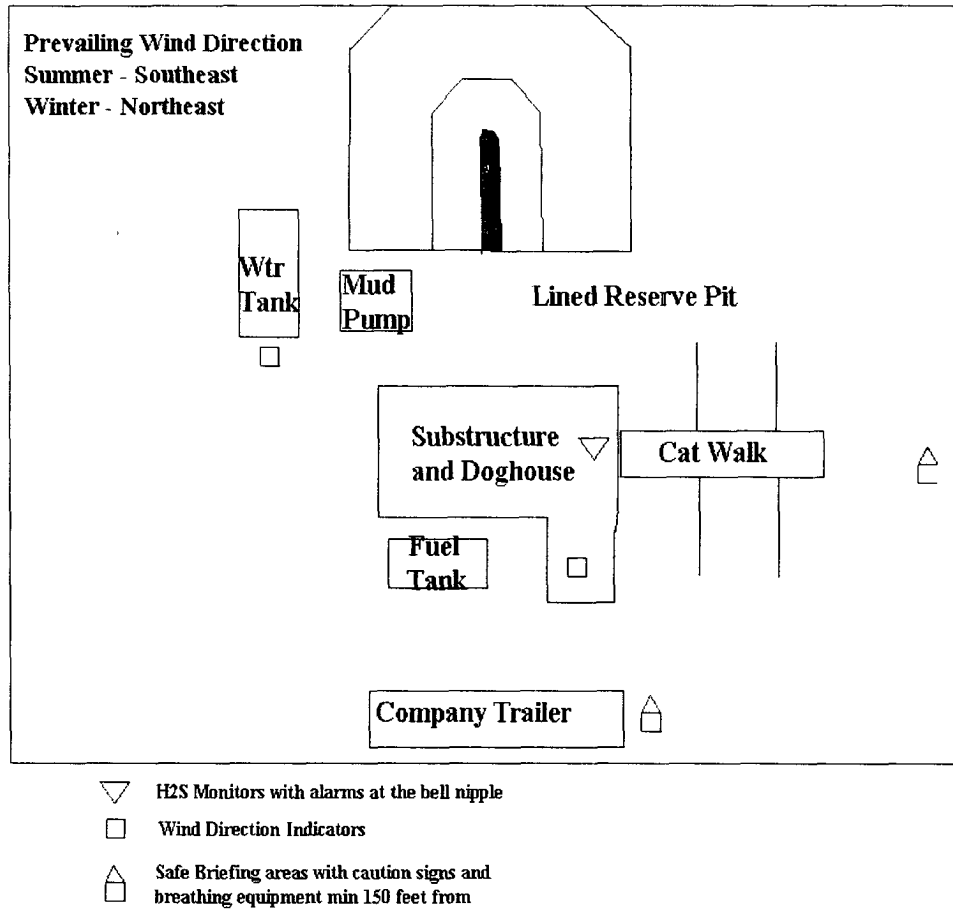 Prevailing Wind Direction
Summer - Southeast
Winter - Northeast
Wtr
TANK
Mud
Pump
Lined Reserve Pit
Substructure
and Doghouse
Cat Walk
Fuel
Tank
Company Trailer
H2S Monitors with alarms at the bell nipple
Wind Direction Indicators
Safe Briefing areas with caution signs and
breathing equipment min 150 feet from